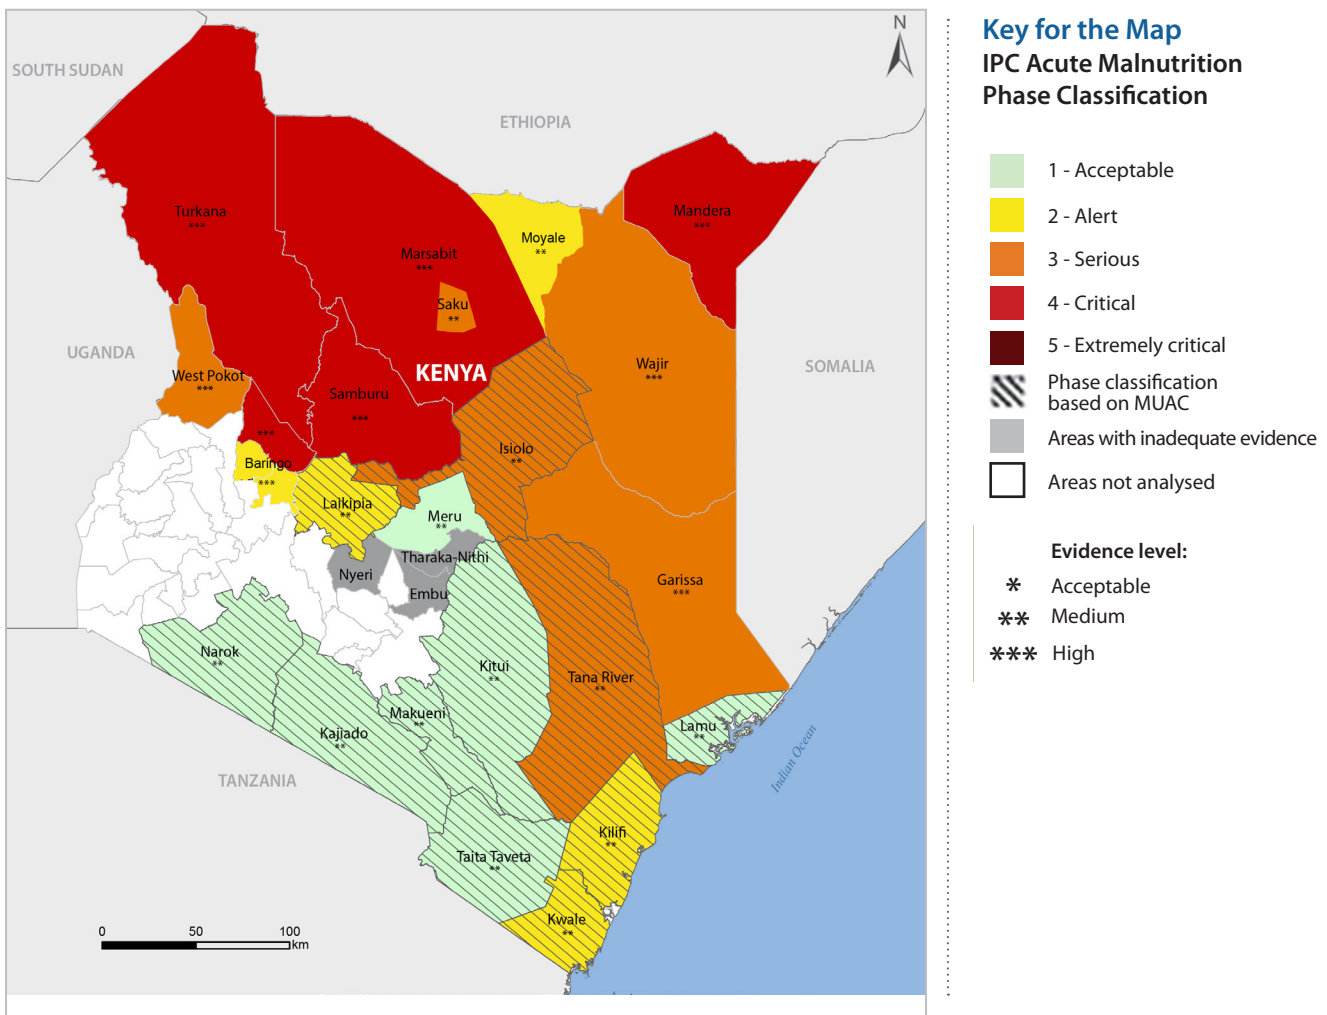 N
SOUTH SUDAN
ETHIOPIA
Turkana
***
Mandera
***
Moyale
**
Marsabit
***
Saku
**
UGANDA
KENYA
SOMALIA
West Pokot
***
Wajir
***
Samburu
***
***
Isiolo
**
Baringo
***
Laikipia
**
Meru
**
Tharaka-Nithi
Nyeri
Embu
Garissa
***
Narok
**
Kitui
**
Tana River
**
Makueni
**
Kajiado
**
Lamu
**
Indian Ocean
TANZANIA
Kilifi
**
Taita Taveta
**
Kwale
**
0 50 100
km
Key for the Map
IPC Acute Malnutrition
Phase Classification
1 - Acceptable
2 - Alert
3 - Serious
4 - Critical
5 - Extremely critical
Phase classification
based on MUAC
Areas with inadequate evidence
Areas not analysed
Evidence level:
* Acceptable
** Medium
*** High